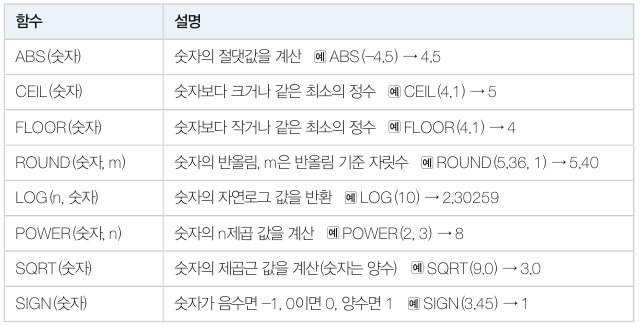 함수 설명
ABS(숫자) 숫자의 절댓값을 계산 예 ABS(-4.5) → 4.5
CEIL(숫자) 숫자보다 크거나 같은 최소의 정수 예 CEIL(4.1) → 5
FLOOR(숫자) 숫자보다 작거나 같은 최소의 정수 예 FLOOR(4.1) → 4
ROUND(숫자, m) 숫자의 반올림, m은 반올림 기준 자릿수 예 ROUND(5.36, 1) → 5.40
LOG(n, 숫자) 숫자의 자연로그 값을 반환 예 LOG(10) → 2.30259
POWER(숫자, n) 숫자의 n제곱 값을 계산 예 POWER(2, 3) → 8
SQRT(숫자) 숫자의 제곱근 값을 계산(숫자는 양수) 예 SQRT(9.0) → 3.0
SIGN(숫자) 숫자가 음수면 -1, 0이면 0, 양수면 1 예 SIGN(3.45) → 1